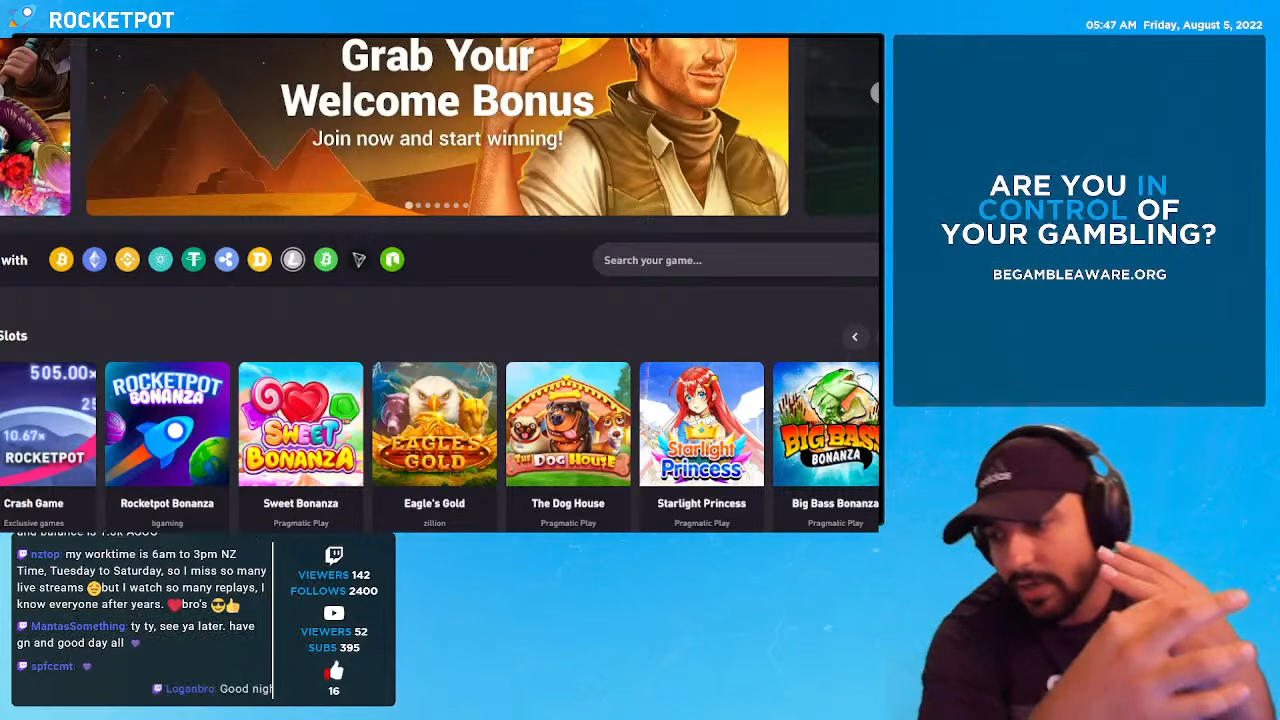 ROCKETPOT
05:47 AM Friday, August 5, 2022
Grab Your
Welcome Bonus
Join now and start winning!
ARE YOU IN
CONTROL OF
YOUR GAMBLING?
BEGAMBLEAWARE.ORG
with
Search your game...
Slots
505.00×
25
10.67×
ROCKETPOT
ROCKETPOT
BONANZA
SWEET
BONANZA
EAGLES
GOLD
THE DOG HOUSE
Starlight
Princess
BIG BASS
BONANZA
Crash Game
Rocketpot Bonanza
Sweet Bonanza
Eagle's Gold
The Dog House
Starlight Princess
Big Bass Bonanza
Exclusive games
bgaming
Pragmatic Play
zillion
Pragmatic Play
Pragmatic Play
Pragmatic Play
nztop: my worktime is 6am to 3pm NZ
Time, Tuesday to Saturday, so I miss so many
live streams 😔but I watch so many replays, I
know everyone after years. ❤️bro's 😎👍
MantasSomething: ty ty, see ya later. have
gn and good day all 💜
spfccmt: 💜
Loganbro: Good nigh
VIEWERS 142
FOLLOWS 2400
VIEWERS 52
SUBS 395
16
adidas